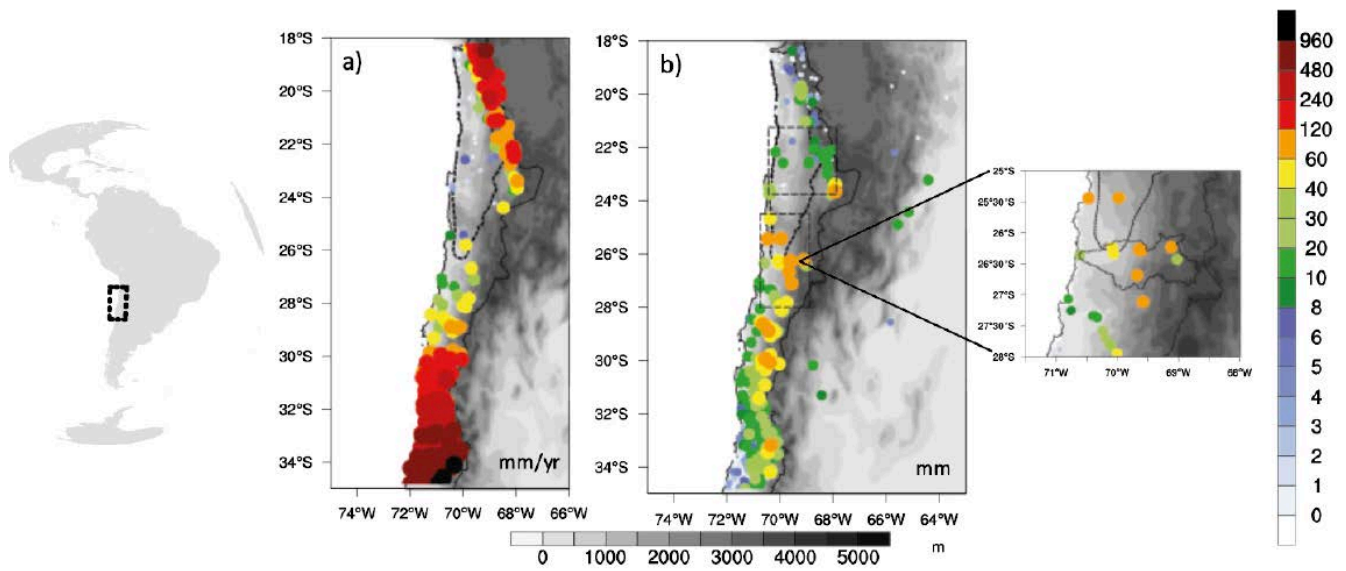 a)
18°S
20°S
22°S
24°S
26°S
28°S
30°S
32°S
34°S
mm/yr
74°W 72°W 70°W 68°W 66°W
b)
18°S
20°S
22°S
24°S
26°S
28°S
30°S
32°S
34°S
mm
74°W 72°W 70°W 68°W 66°W 64°W
25°S
25°30'S
26°S
26°30'S
27°S
27°30'S
28°S
71°W 70°W 69°W 68°W
960
480
240
120
60
40
30
20
10
8
6
5
4
3
2
1
0
0 1000 2000 3000 4000 5000 m